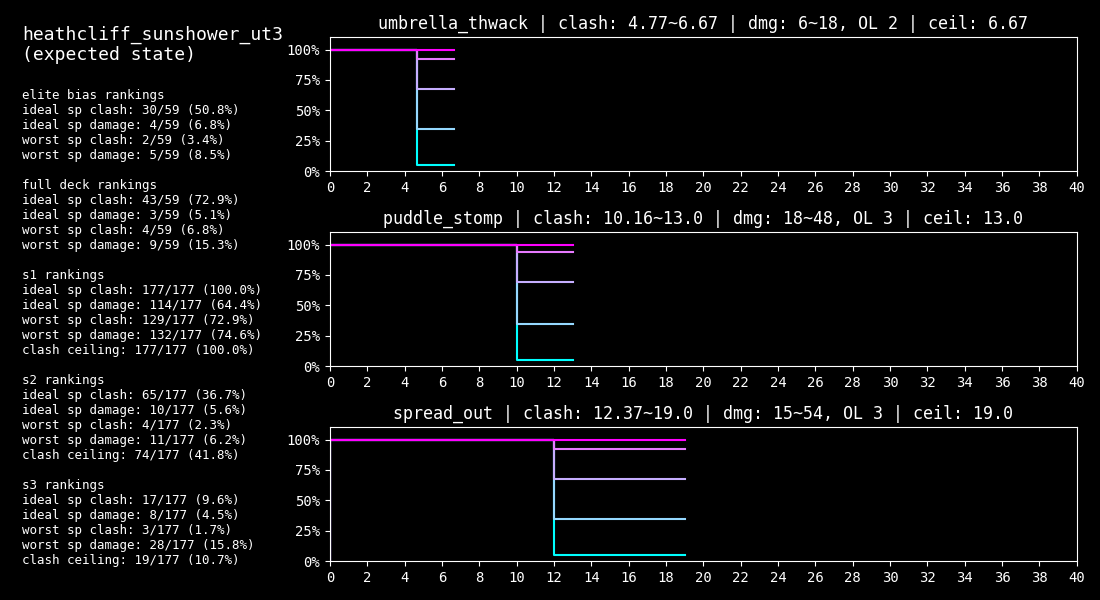 heathcliff_sunshower_ut3
(expected state)
elite bias rankings
ideal sp clash: 30/59 (50.8%)
ideal sp damage: 4/59 (6.8%)
worst sp clash: 2/59 (3.4%)
worst sp damage: 5/59 (8.5%)
full deck rankings
ideal sp clash: 43/59 (72.9%)
ideal sp damage: 3/59 (5.1%)
worst sp clash: 4/59 (6.8%)
worst sp damage: 9/59 (15.3%)
s1 rankings
ideal sp clash: 177/177 (100.0%)
ideal sp damage: 114/177 (64.4%)
worst sp clash: 129/177 (72.9%)
worst sp damage: 132/177 (74.6%)
clash ceiling: 177/177 (100.0%)
s2 rankings
ideal sp clash: 65/177 (36.7%)
ideal sp damage: 10/177 (5.6%)
worst sp clash: 4/177 (2.3%)
worst sp damage: 11/177 (6.2%)
clash ceiling: 74/177 (41.8%)
s3 rankings
ideal sp clash: 17/177 (9.6%)
ideal sp damage: 8/177 (4.5%)
worst sp clash: 3/177 (1.7%)
worst sp damage: 28/177 (15.8%)
clash ceiling: 19/177 (10.7%)
umbrella_thwack | clash: 4.77~6.67 | dmg: 6~18, OL 2 | ceil: 6.67
100%
75%
50%
25%
0%
0 2 4 6 8 10 12 14 16 18 20 22 24 26 28 30 32 34 36 38 40
puddle_stomp | clash: 10.16~13.0 | dmg: 18~48, OL 3 | ceil: 13.0
100%
75%
50%
25%
0%
0 2 4 6 8 10 12 14 16 18 20 22 24 26 28 30 32 34 36 38 40
spread_out | clash: 12.37~19.0 | dmg: 15~54, OL 3 | ceil: 19.0
100%
75%
50%
25%
0%
0 2 4 6 8 10 12 14 16 18 20 22 24 26 28 30 32 34 36 38 40